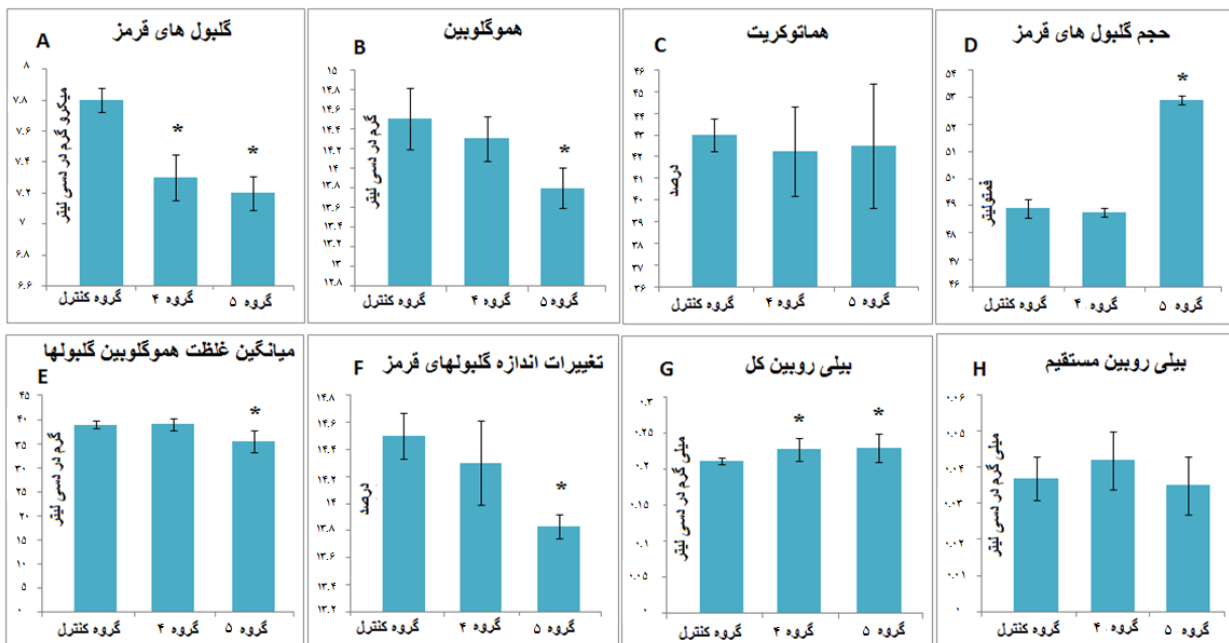 A
گلبول های قرمز
میکرو گرم در دسی لیتر
۸
۷.۸
۷.۶
۷.۴
۷.۲
۷
۶.۸
۶.۶
*
*
گروه کنترل
گروه ۴
گروه ۵
B
هموگلوبین
گرم در دسی لیتر
۱۵
۱۴.۸
۱۴.۶
۱۴.۴
۱۴.۲
۱۴
۱۳.۸
۱۳.۶
۱۳.۴
۱۳.۲
۱۳
۱۲.۸
*
گروه کنترل
گروه ۴
گروه ۵
C
هماتوکریت
درصد
۴۶
۴۵
۴۴
۴۳
۴۲
۴۱
۴۰
۳۹
۳۸
۳۷
۳۶
گروه کنترل
گروه ۴
گروه ۵
D
حجم گلبول های قرمز
فمتولیتر
۵۴
۵۳
۵۲
۵۱
۵۰
۴۹
۴۸
۴۷
۴۶
*
گروه کنترل
گروه ۴
گروه ۵
E
میانگین غلظت هموگلوبین گلبولها
گرم در دسی لیتر
۴۵
۴۰
۳۵
۳۰
۲۵
۲۰
۱۵
۱۰
۵
۰
*
گروه کنترل
گروه ۴
گروه ۵
F
تغییرات اندازه گلبولهای قرمز
درصد
۱۴.۸
۱۴.۶
۱۴.۴
۱۴.۲
۱۴
۱۳.۸
۱۳.۶
۱۳.۴
۱۳.۲
*
گروه کنترل
گروه ۴
گروه ۵
G
بیلی روبین کل
میلی گرم در دسی لیتر
۰.۳
۰.۲۵
۰.۲
۰.۱۵
۰.۱
۰.۰۵
۰
*
*
گروه کنترل
گروه ۴
گروه ۵
H
بیلی روبین مستقیم
میلی گرم در دسی لیتر
۰.۰۶
۰.۰۵
۰.۰۴
۰.۰۳
۰.۰۲
۰.۰۱
۰
گروه کنترل
گروه ۴
گروه ۵